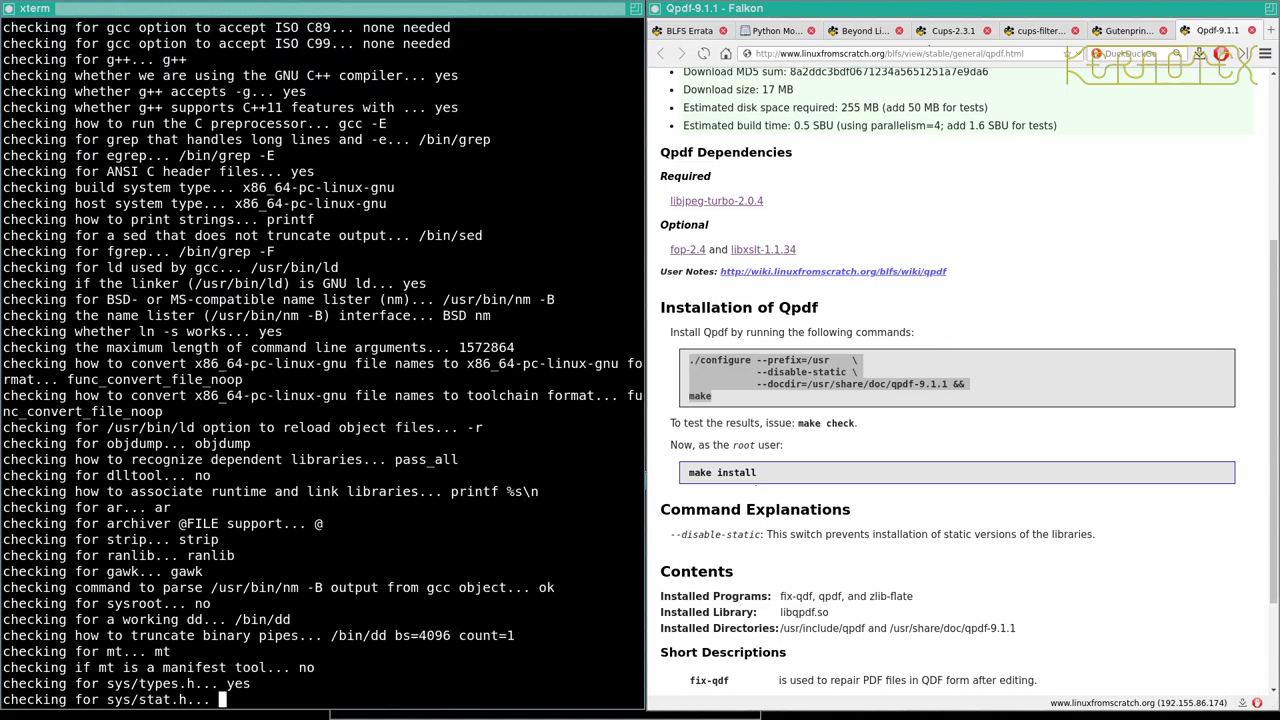 xterm
checking for gcc option to accept ISO C89... none needed
checking for gcc option to accept ISO C99... none needed
checking for g++... g++
checking whether we are using the GNU C++ compiler... yes
checking whether g++ accepts -g... yes
checking whether g++ supports C++11 features with ... yes
checking how to run the C preprocessor... gcc -E
checking for grep that handles long lines and -e... /bin/grep
checking for egrep... /bin/grep -E
checking for ANSI C header files... yes
checking build system type... x86_64-pc-linux-gnu
checking host system type... x86_64-pc-linux-gnu
checking how to print strings... printf
checking for a sed that does not truncate output... /bin/sed
checking for fgrep... /bin/grep -F
checking for ld used by gcc... /usr/bin/ld
checking if the linker (/usr/bin/ld) is GNU ld... yes
checking for BSD- or MS-compatible name lister (nm)... /usr/bin/nm -B
checking the name lister (/usr/bin/nm -B) interface... BSD nm
checking whether ln -s works... yes
checking the maximum length of command line arguments... 1572864
checking how to convert x86_64-pc-linux-gnu file names to x86_64-pc-linux-gnu fo
rmat... func_convert_file_noop
checking how to convert x86_64-pc-linux-gnu file names to toolchain format... fu
nc_convert_file_noop
checking for /usr/bin/ld option to reload object files... -r
checking for objdump... objdump
checking how to recognize dependent libraries... pass_all
checking for dlltool... no
checking how to associate runtime and link libraries... printf %s\n
checking for ar... ar
checking for archiver @FILE support... @
checking for strip... strip
checking for ranlib... ranlib
checking for gawk... gawk
checking command to parse /usr/bin/nm -B output from gcc object... ok
checking for sysroot... no
checking for a working dd... /bin/dd
checking how to truncate binary pipes... /bin/dd bs=4096 count=1
checking for mt... mt
checking if mt is a manifest tool... no
checking for sys/types.h... yes
checking for sys/stat.h...
Qpdf-9.1.1 - Falkon
BLFS Errata
Python Mo...
Beyond Li...
Cups-2.3.1
cups-filter...
Gutenprin...
Qpdf-9.1.1
http://www.linuxfromscratch.org/blfs/view/stable/general/qpdf.html
DuckDuckGo
KERNOTEX
Download MD5 sum: 8a2ddc3bdf0671234a5651251a7e9da6
Download size: 17 MB
Estimated disk space required: 255 MB (add 50 MB for tests)
Estimated build time: 0.5 SBU (using parallelism=4; add 1.6 SBU for tests)
Qpdf Dependencies
Required
libjpeg-turbo-2.0.4
Optional
fop-2.4 and libxslt-1.1.34
User Notes: http://wiki.linuxfromscratch.org/blfs/wiki/qpdf
Installation of Qpdf
Install Qpdf by running the following commands:
./configure --prefix=/usr \
--disable-static \
--docdir=/usr/share/doc/qpdf-9.1.1 &&
make
To test the results, issue: make check.
Now, as the root user:
make install
Command Explanations
--disable-static: This switch prevents installation of static versions of the libraries.
Contents
Installed Programs: fix-qdf, qpdf, and zlib-flate
Installed Library: libqpdf.so
Installed Directories: /usr/include/qpdf and /usr/share/doc/qpdf-9.1.1
Short Descriptions
fix-qdf is used to repair PDF files in QDF form after editing.
www.linuxfromscratch.org (192.155.86.174)